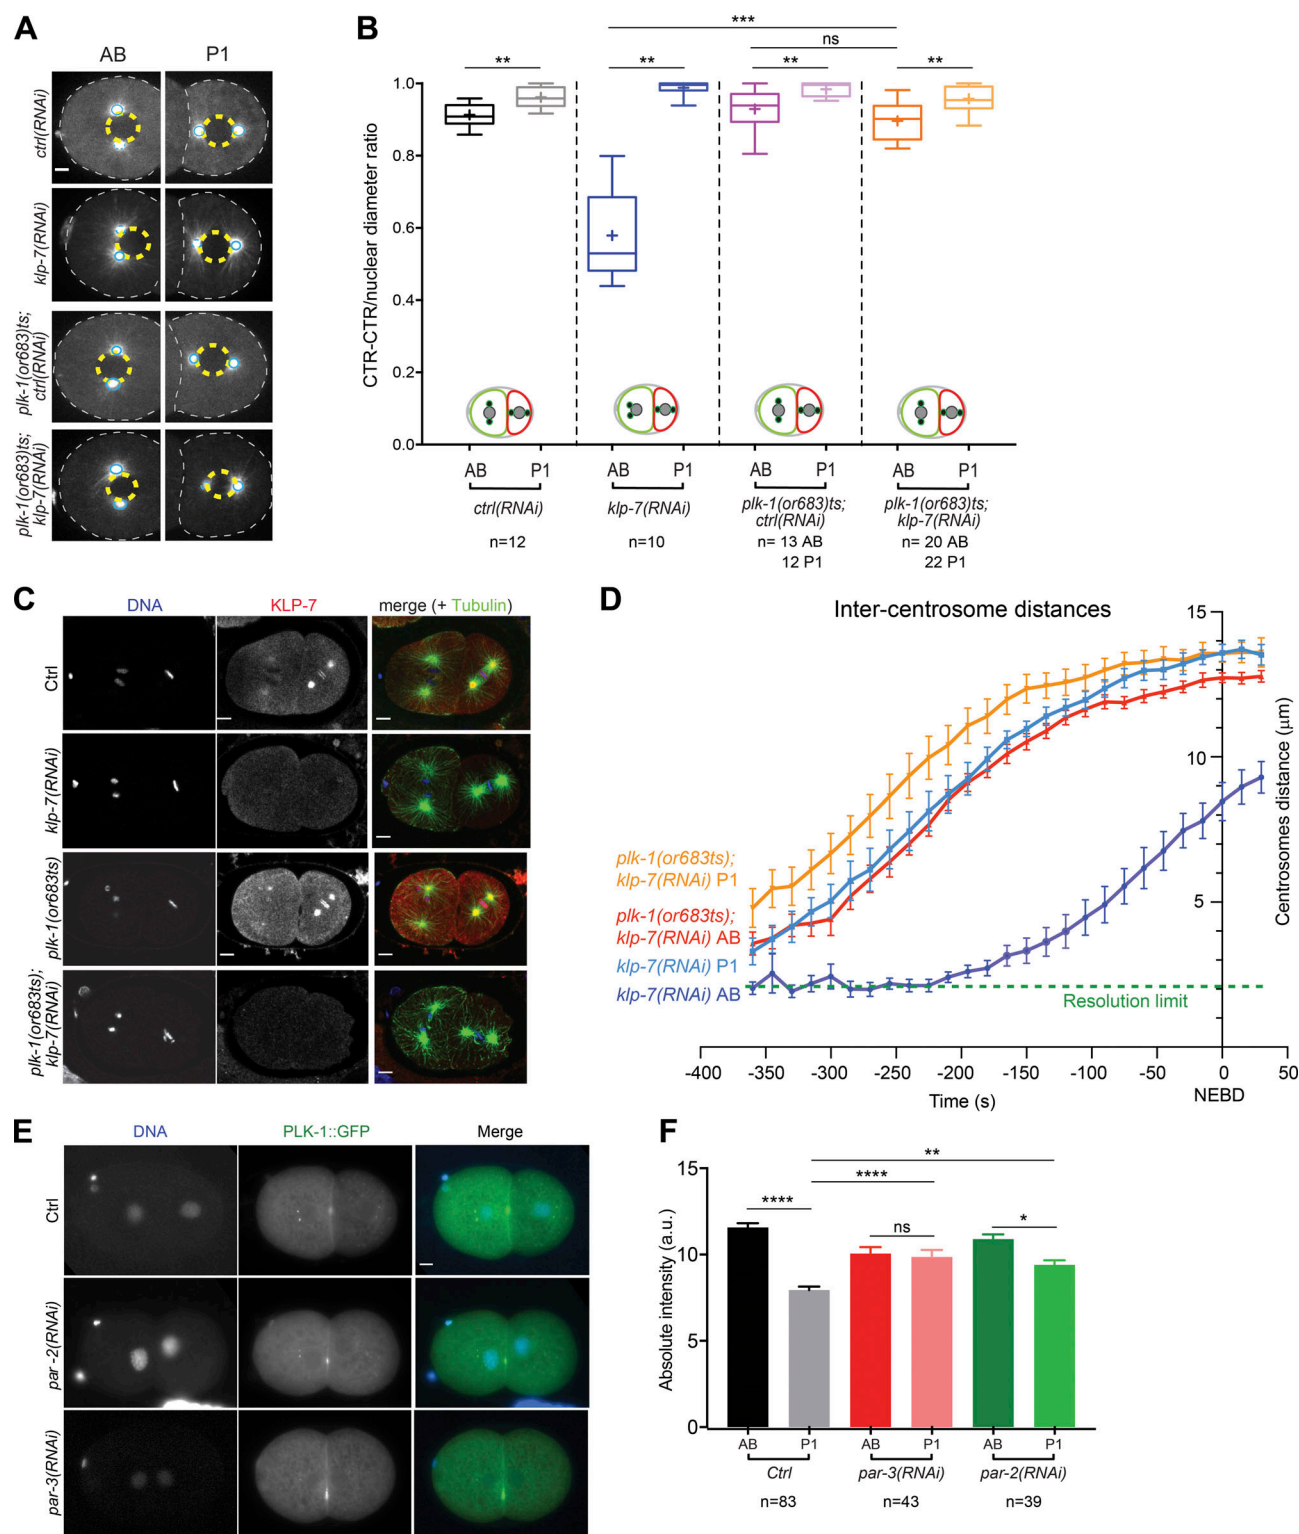 A
AB
P1
ctrl(RNAi)
klp-7(RNAi)
plk-1(or683)ts;
ctrl(RNAi)
plk-1(or683)ts;
klp-7(RNAi)
B
***
ns
**
**
**
**
CTR-CTR/nuclear diameter ratio
1.0
0.8
0.6
0.4
0.2
0.0
AB
P1
AB
P1
AB
P1
AB
P1
ctrl(RNAi)
klp-7(RNAi)
plk-1(or683)ts;
ctrl(RNAi)
plk-1(or683)ts;
klp-7(RNAi)
n=12
n=10
n= 13 AB
12 P1
n= 20 AB
22 P1
C
DNA
KLP-7
merge (+ Tubulin)
Ctrl
klp-7(RNAi)
plk-1(or683ts)
plk-1(or683ts);
klp-7(RNAi)
D
Inter-centrosome distances
15
10
5
Centrosomes distance (μm)
plk-1(or683ts);
klp-7(RNAi) P1
plk-1(or683ts);
klp-7(RNAi) AB
klp-7(RNAi) P1
klp-7(RNAi) AB
Resolution limit
-400
-350
-300
-250
-200
-150
-100
-50
0
50
NEBD
Time (s)
E
DNA
PLK-1::GFP
Merge
Ctrl
par-2(RNAi)
par-3(RNAi)
F
**
****
****
ns
*
Absolute intensity (a.u.)
15
10
5
0
AB
P1
AB
P1
AB
P1
Ctrl
par-3(RNAi)
par-2(RNAi)
n=83
n=43
n=39